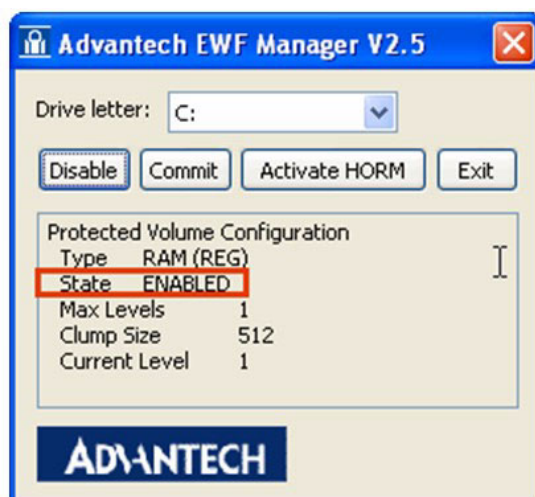 Advantech EWF Manager V2.5
Drive letter: C:
Disable Commit Activate HORM Exit
Protected Volume Configuration
Type RAM (REG)
State ENABLED
Max Levels 1
Clump Size 512
Current Level 1
ADVANTECH